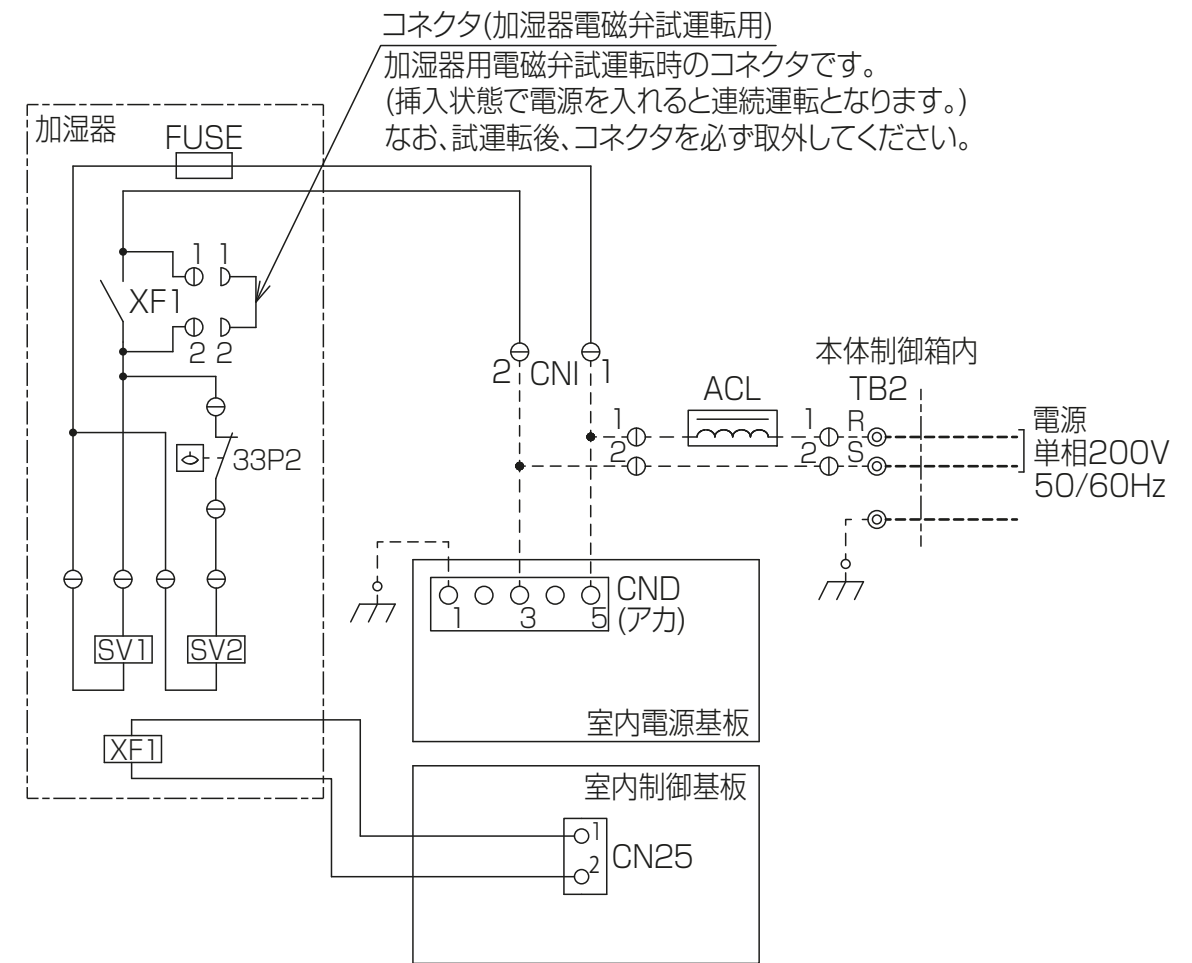 コネクタ(加湿器電磁弁試運転用)
加湿器用電磁弁試運転時のコネクタです。
(挿入状態で電源を入れると連続運転となります。)
なお、試運転後、コネクタを必ず取外してください。
加湿器
FUSE
1 1
XF1
2 2
33P2
2 CNI 1
本体制御箱内
ACL
TB2
1 1 R
2 2 S
電源
単相200V
50/60Hz
CND
1 3 5 (アカ)
SV1 SV2
室内電源基板
XF1
室内制御基板
1
CN25
2